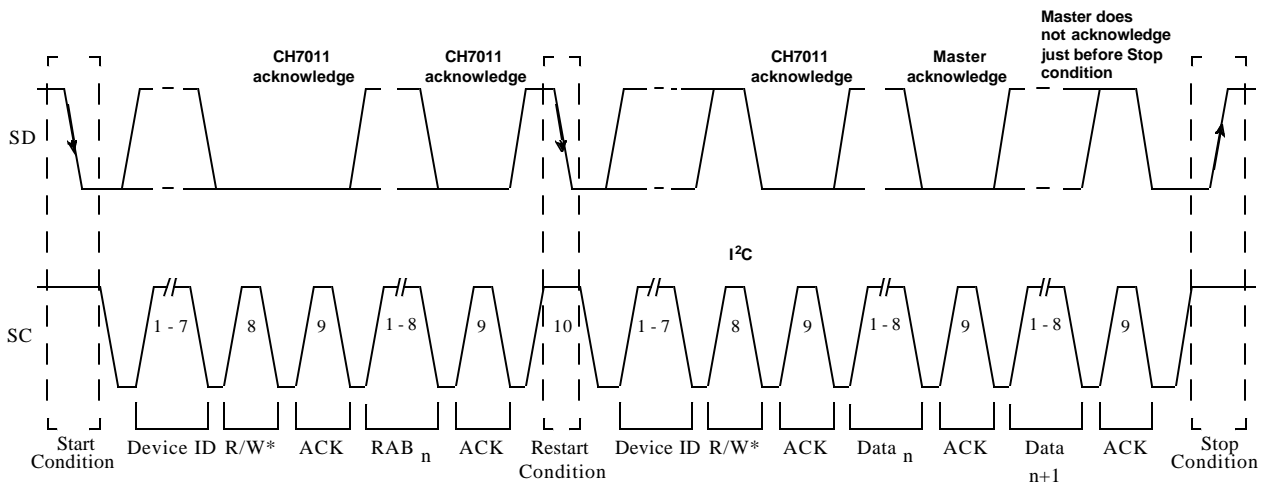 CH7011
acknowledge
CH7011
acknowledge
CH7011
acknowledge
Master
acknowledge
Master does
not acknowledge
just before Stop
condition
SD
I²C
SC
1 - 7
8
9
1 - 8
9
10
1 - 7
8
9
1 - 8
9
1 - 8
9
Start
Condition
Device ID
R/W*
ACK
RAB n
ACK
Restart
Condition
Device ID
R/W*
ACK
Data n
ACK
Data
n+1
ACK
Stop
Condition